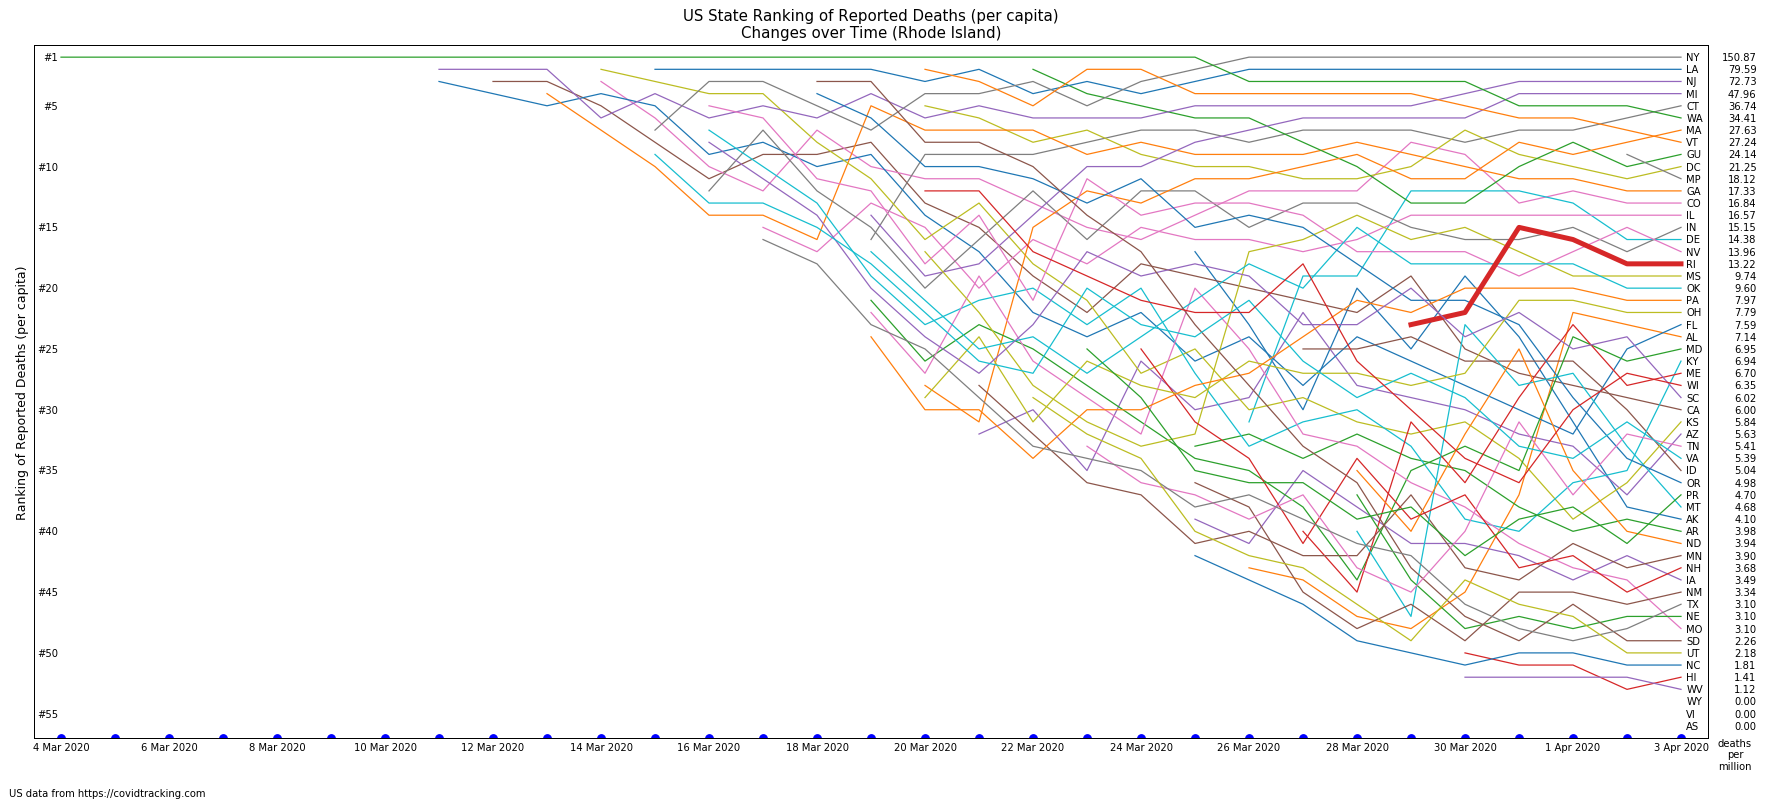 US State Ranking of Reported Deaths (per capita)
Changes over Time (Rhode Island)
Ranking of Reported Deaths (per capita)
#1
#5
#10
#15
#20
#25
#30
#35
#40
#45
#50
#55
NY 150.87
LA 79.59
NJ 72.73
MI 47.96
CT 36.74
WA 34.41
MA 27.63
VT 27.24
GU 24.14
DC 21.25
MP 18.12
GA 17.33
CO 16.84
IL 16.57
IN 15.15
DE 14.38
NV 13.96
RI 13.22
MS 9.74
OK 9.60
PA 7.97
OH 7.79
FL 7.59
AL 7.14
MD 6.95
KY 6.94
ME 6.70
WI 6.35
SC 6.02
CA 6.00
KS 5.84
AZ 5.63
TN 5.41
VA 5.39
ID 5.04
OR 4.98
PR 4.70
MT 4.68
AK 4.10
AR 3.98
ND 3.94
MN 3.90
NH 3.68
IA 3.49
NM 3.34
TX 3.10
NE 3.10
MO 3.10
SD 2.26
UT 2.18
NC 1.81
HI 1.41
WV 1.12
WY 0.00
VI 0.00
AS 0.00
4 Mar 2020 6 Mar 2020 8 Mar 2020 10 Mar 2020 12 Mar 2020 14 Mar 2020 16 Mar 2020 18 Mar 2020 20 Mar 2020 22 Mar 2020 24 Mar 2020 26 Mar 2020 28 Mar 2020 30 Mar 2020 1 Apr 2020 3 Apr 2020
deaths
per
million
US data from https://covidtracking.com